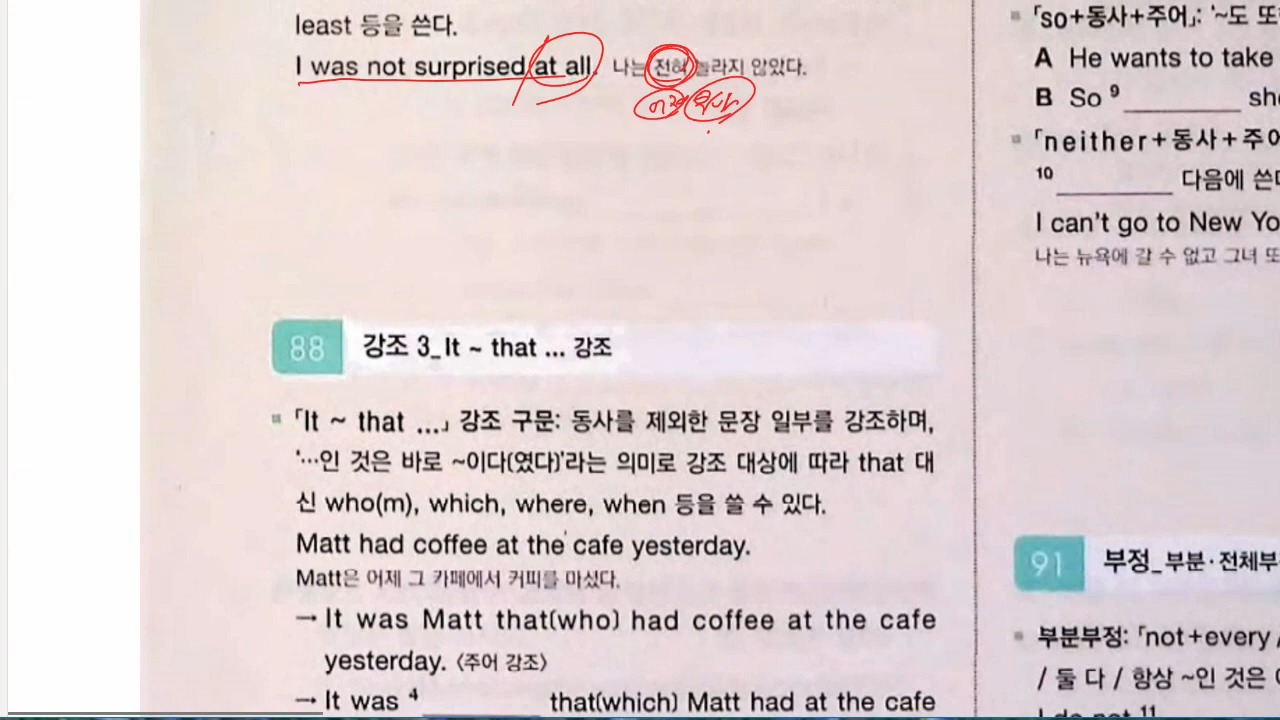 least 등을 쓴다.
I was not surprised at all. 나는 전혀 놀라지 않았다.
88 강조 3_It ~ that ... 강조
「It ~ that ...」 강조 구문: 동사를 제외한 문장 일부를 강조하며,
'…인 것은 바로 ~이다(였다)'라는 의미로 강조 대상에 따라 that 대
신 who(m), which, where, when 등을 쓸 수 있다.
Matt had coffee at the cafe yesterday.
Matt은 어제 그 카페에서 커피를 마셨다.
→ It was Matt that(who) had coffee at the cafe
yesterday. 〈주어 강조〉
→ It was 4 ______ that(which) Matt had at the cafe
「so+동사+주어」: '~도 또
A He wants to take
B So 9 ______ sh
「neither+동사+주어
10 ______ 다음에 쓴
I can't go to New Yo
나는 뉴욕에 갈 수 없고 그녀 또
91 부정_부분·전체부
부분부정: 「not+every
/ 둘 다 / 항상 ~인 것은
I do not 11